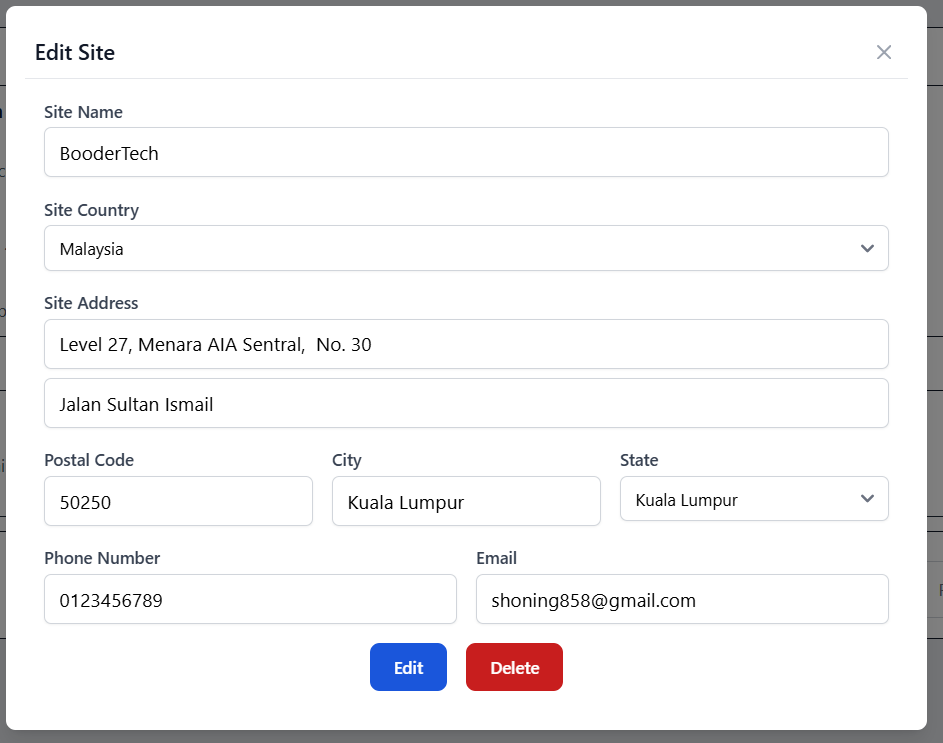 Edit Site
Site Name
BooderTech
Site Country
Malaysia
Site Address
Level 27, Menara AIA Sentral,  No. 30
Jalan Sultan Ismail
Postal Code City State
50250 Kuala Lumpur Kuala Lumpur
Phone Number Email
0123456789 shoning858@gmail.com
Edit Delete